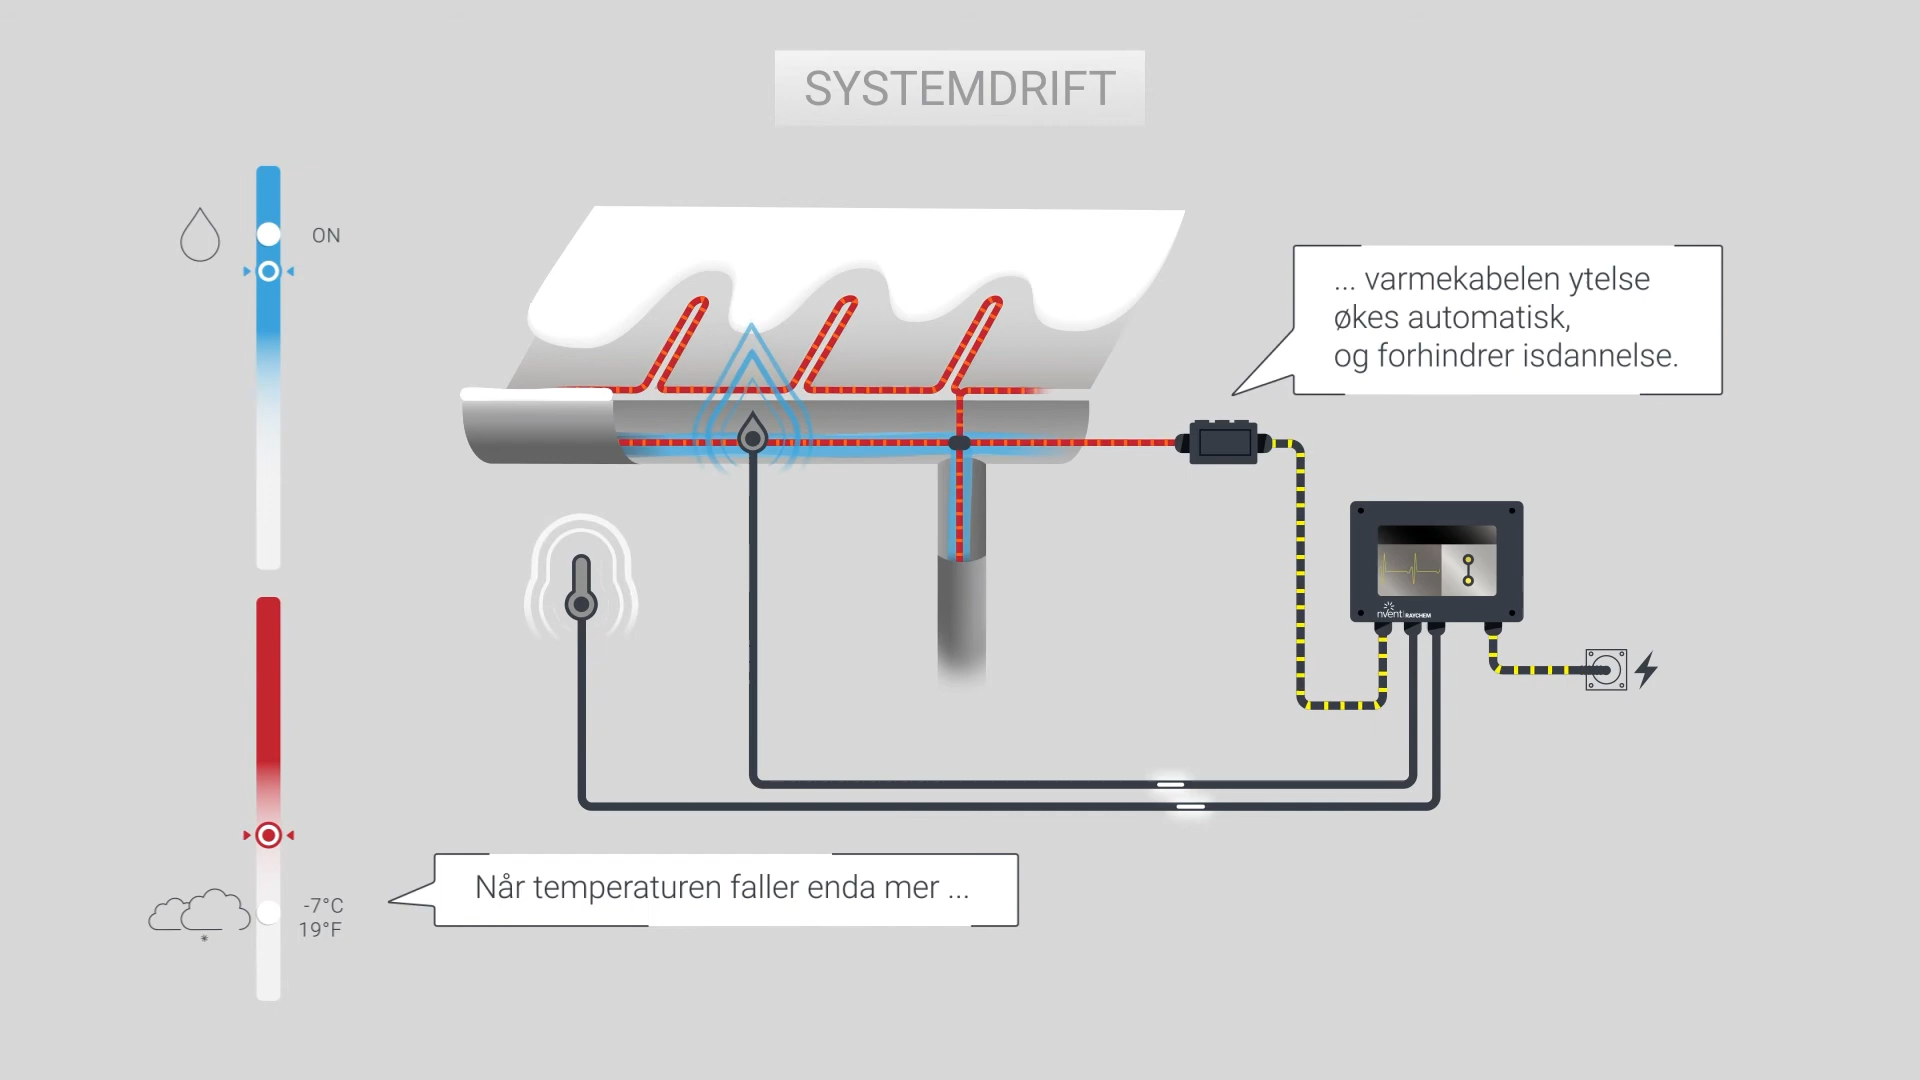 SYSTEMDRIFT
ON
... varmekabelen ytelse
økes automatisk,
og forhindrer isdannelse.
nVent RAYCHEM
Når temperaturen faller enda mer ...
-7°C
19°F